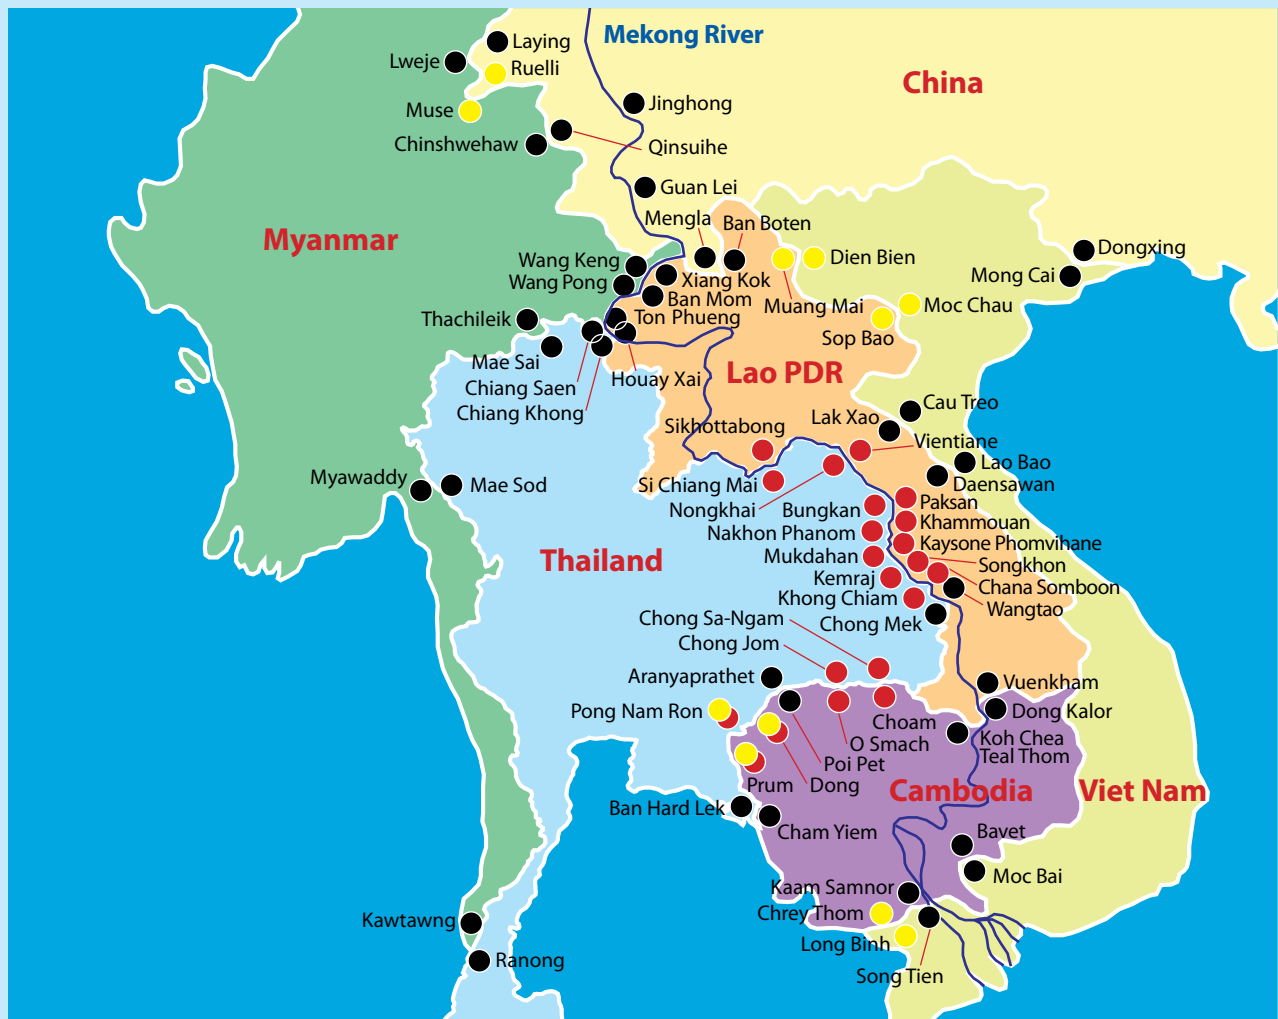 Mekong River
Laying
Lweje
Ruelli
China
Muse
Jinghong
Chinshwehaw
Qinsuihe
Guan Lei
Mengla
Ban Boten
Myanmar
Dongxing
Wang Keng
Dien Bien
Mong Cai
Wang Pong
Xiang Kok
Ban Mom
Muang Mai
Moc Chau
Thachileik
Ton Phueng
Sop Bao
Mae Sai
Lao PDR
Houay Xai
Chiang Saen
Chiang Khong
Cau Treo
Lak Xao
Sikhottabong
Vientiane
Lao Bao
Myawaddy
Mae Sod
Si Chiang Mai
Daensawan
Nongkhai
Bungkan
Paksan
Khammouan
Nakhon Phanom
Kaysone Phomvihane
Thailand
Mukdahan
Songkhon
Kemraj
Chana Somboon
Khong Chiam
Wangtao
Chong Sa-Ngam
Chong Mek
Chong Jom
Aranyaprathet
Vuenkham
Pong Nam Ron
Dong Kalor
Choam
O Smach
Koh Chea
Teal Thom
Poi Pet
Prum
Dong
Cambodia
Viet Nam
Ban Hard Lek
Cham Yiem
Bavet
Moc Bai
Kaam Samnor
Chrey Thom
Kawtawng
Long Binh
Ranong
Song Tien